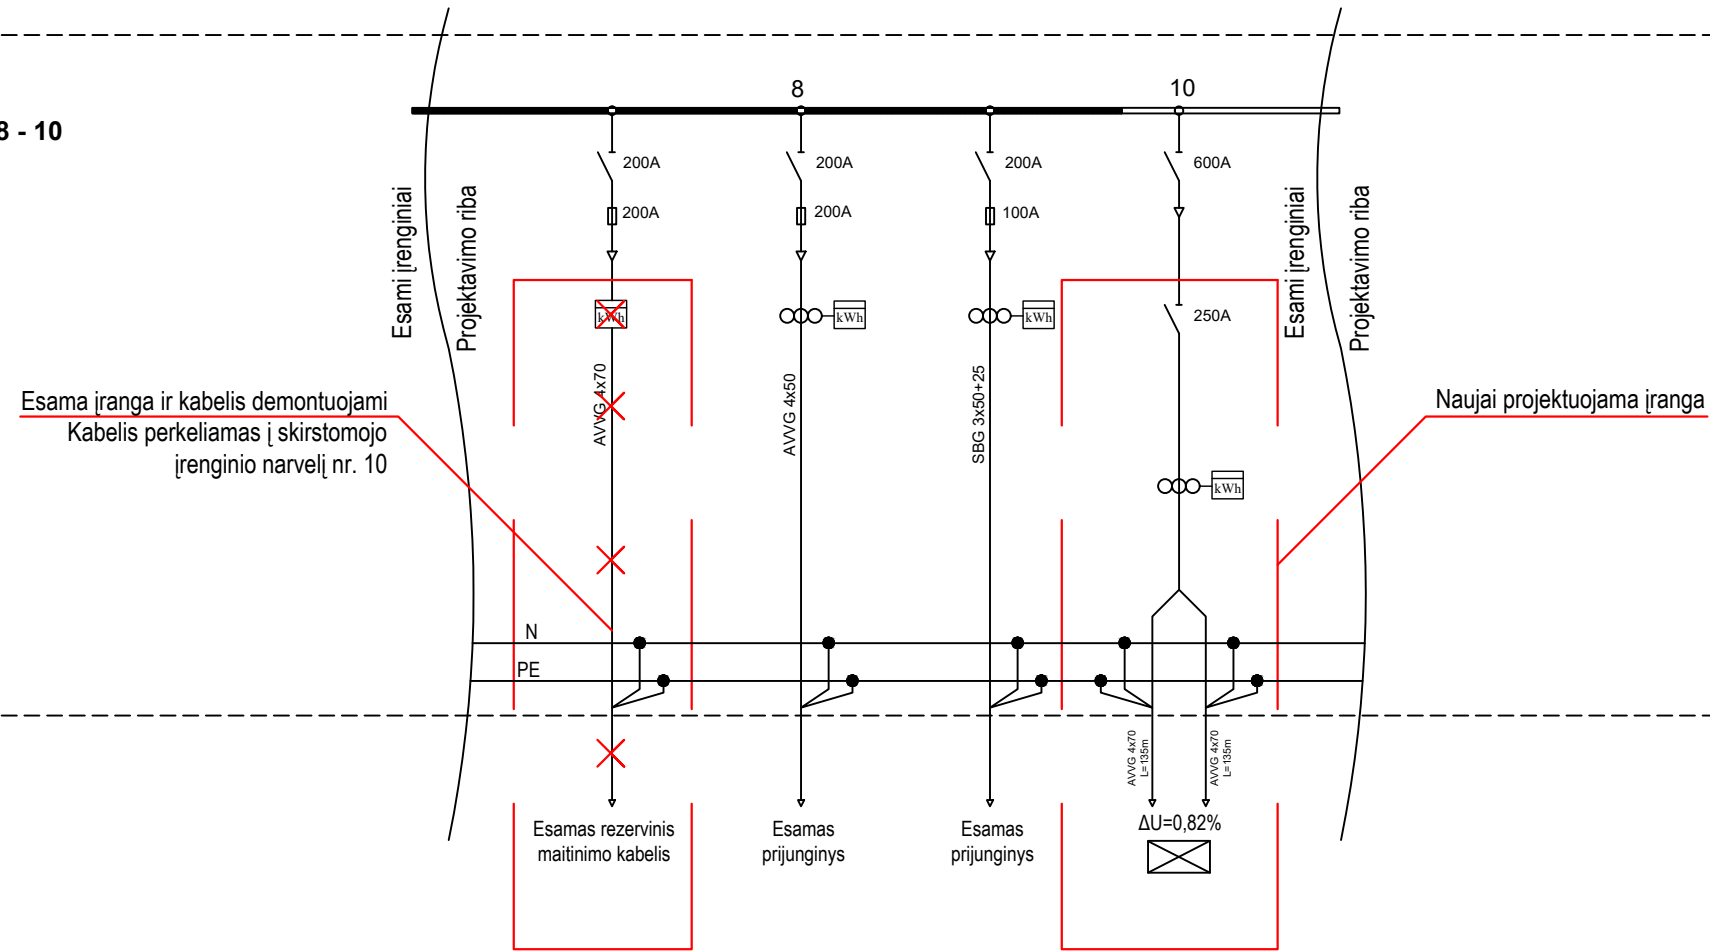 8 - 10
8
10
200A
200A
200A
600A
200A
200A
100A
Esami įrenginiai
Projektavimo riba
Esami įrenginiai
Projektavimo riba
kWh
kWh
kWh
250A
AVVG 4x70
AVVG 4x50
SBG 3x50+25
Esama įranga ir kabelis demontuojami
Kabelis perkeliamas į skirstomojo
įrenginio narvelį nr. 10
Naujai projektuojama įranga
kWh
N
PE
AVVG 4x70
L=135m
AVVG 4x70
L=135m
Esamas rezervinis
maitinimo kabelis
Esamas
prijunginys
Esamas
prijunginys
ΔU=0,82%